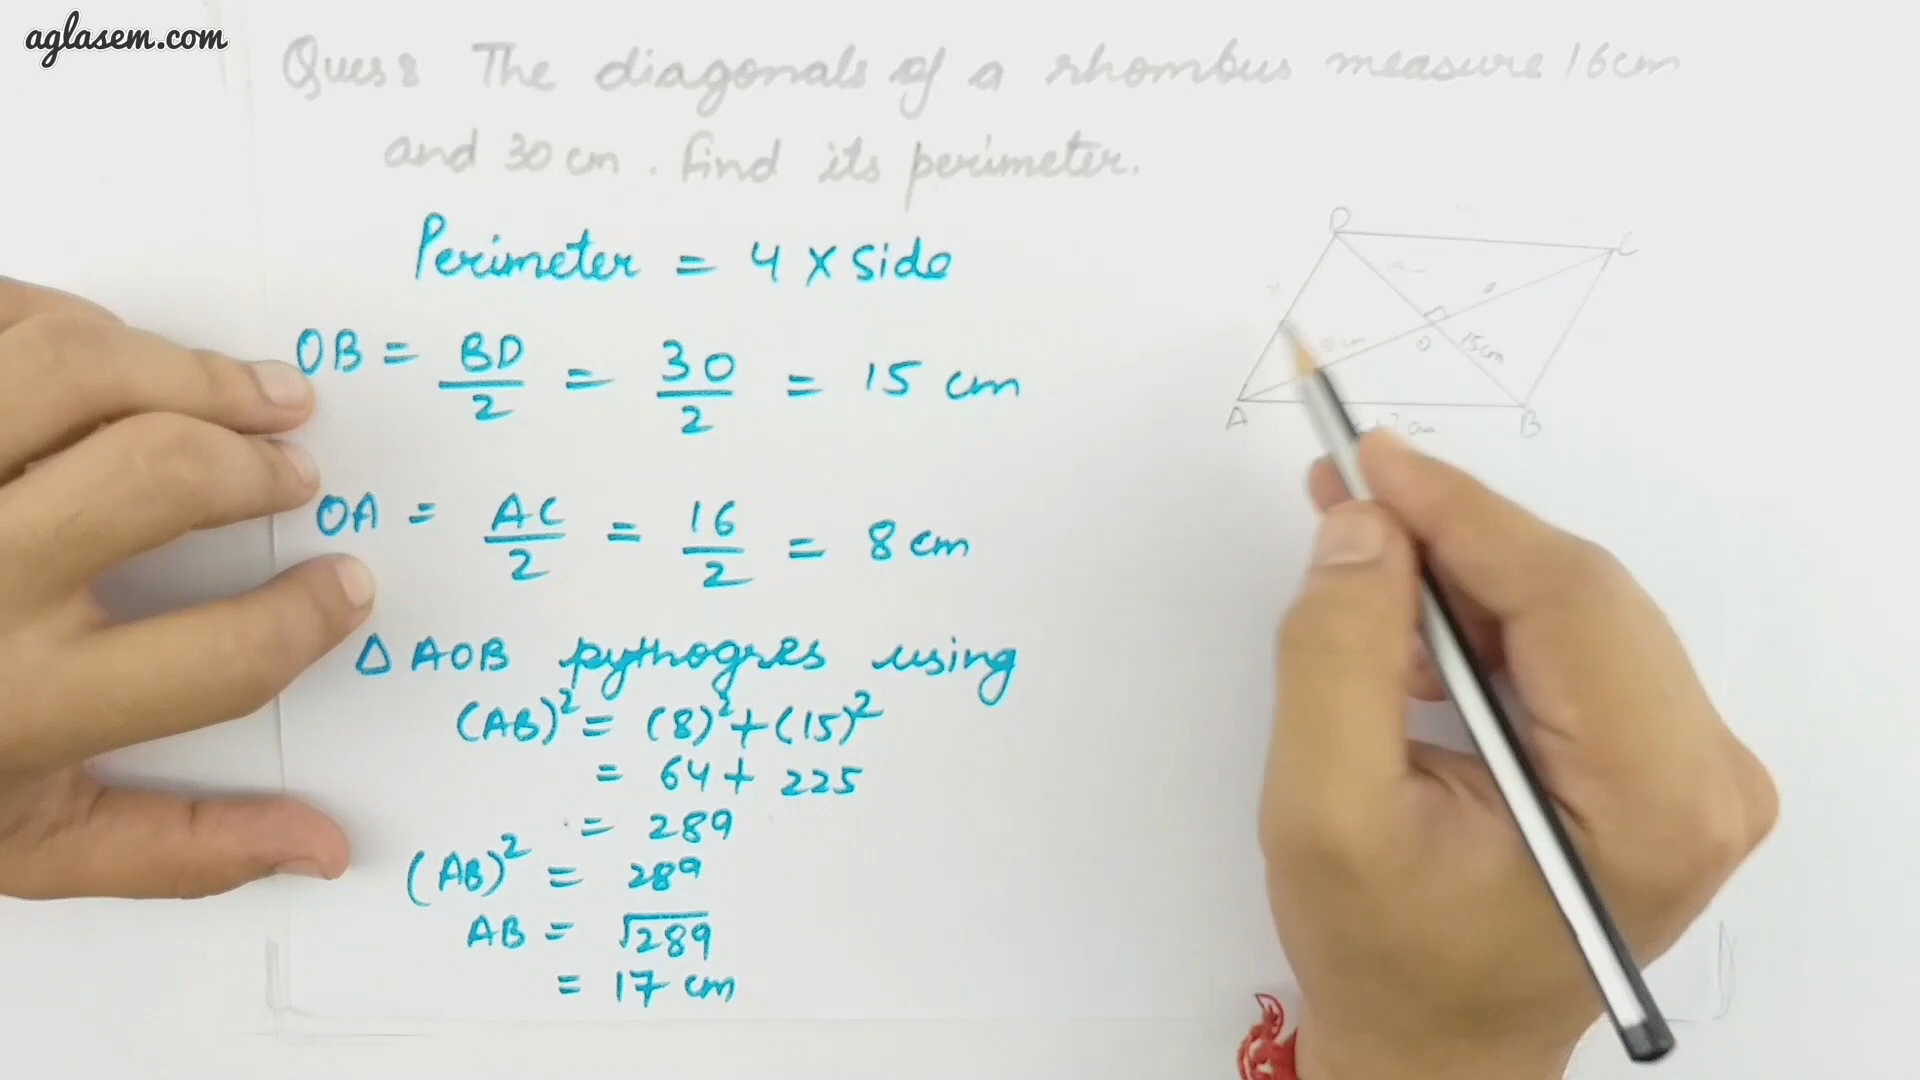 aglasem.com
Ques 8 The diagonals of a rhombus measure 16cm
and 30 cm. Find its perimeter.
Perimeter = 4 X Side
OB = BD/2 = 30/2 = 15 cm
OA = AC/2 = 16/2 = 8 cm
Δ AOB pythogres using
(AB)² = (8)² + (15)²
= 64 + 225
= 289
(AB)² = 289
AB = √289
= 17 cm
D
C
O
15cm
A
B